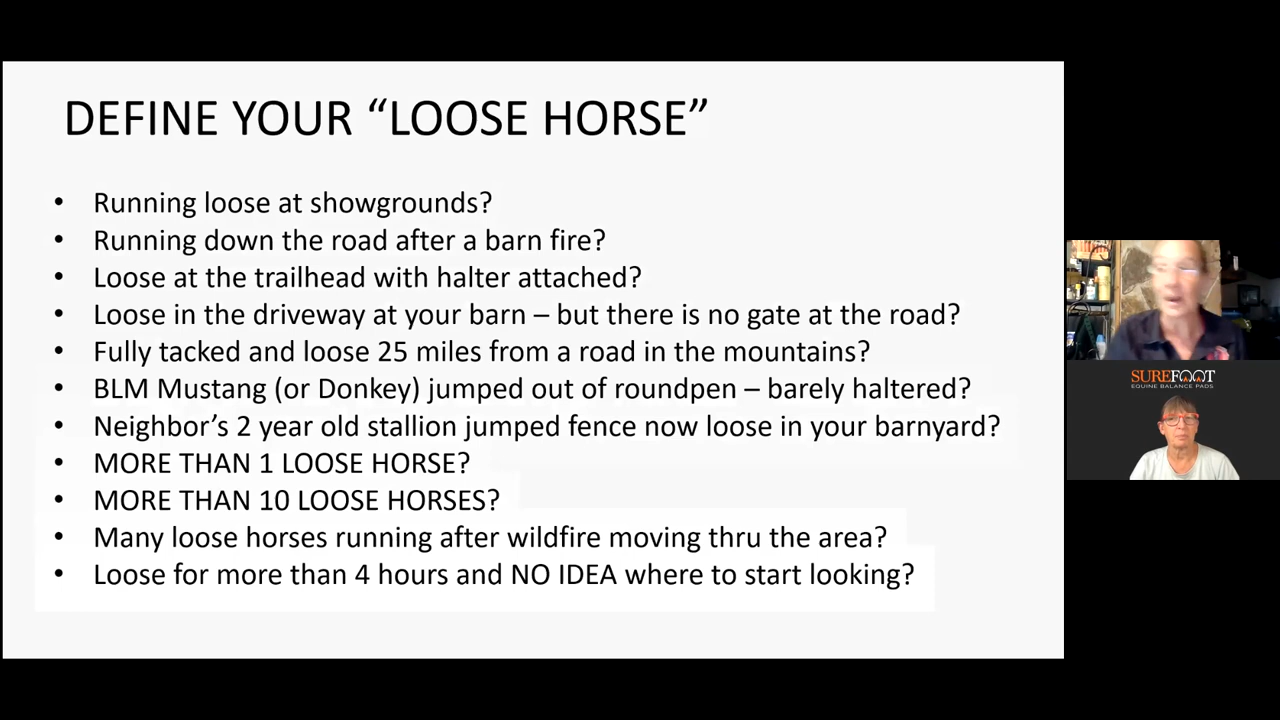 DEFINE YOUR “LOOSE HORSE”
• Running loose at showgrounds?
• Running down the road after a barn fire?
• Loose at the trailhead with halter attached?
• Loose in the driveway at your barn – but there is no gate at the road?
• Fully tacked and loose 25 miles from a road in the mountains?
• BLM Mustang (or Donkey) jumped out of roundpen – barely haltered?
• Neighbor’s 2 year old stallion jumped fence now loose in your barnyard?
• MORE THAN 1 LOOSE HORSE?
• MORE THAN 10 LOOSE HORSES?
• Many loose horses running after wildfire moving thru the area?
• Loose for more than 4 hours and NO IDEA where to start looking?
SUREFOOT
EQUINE BALANCE PADS